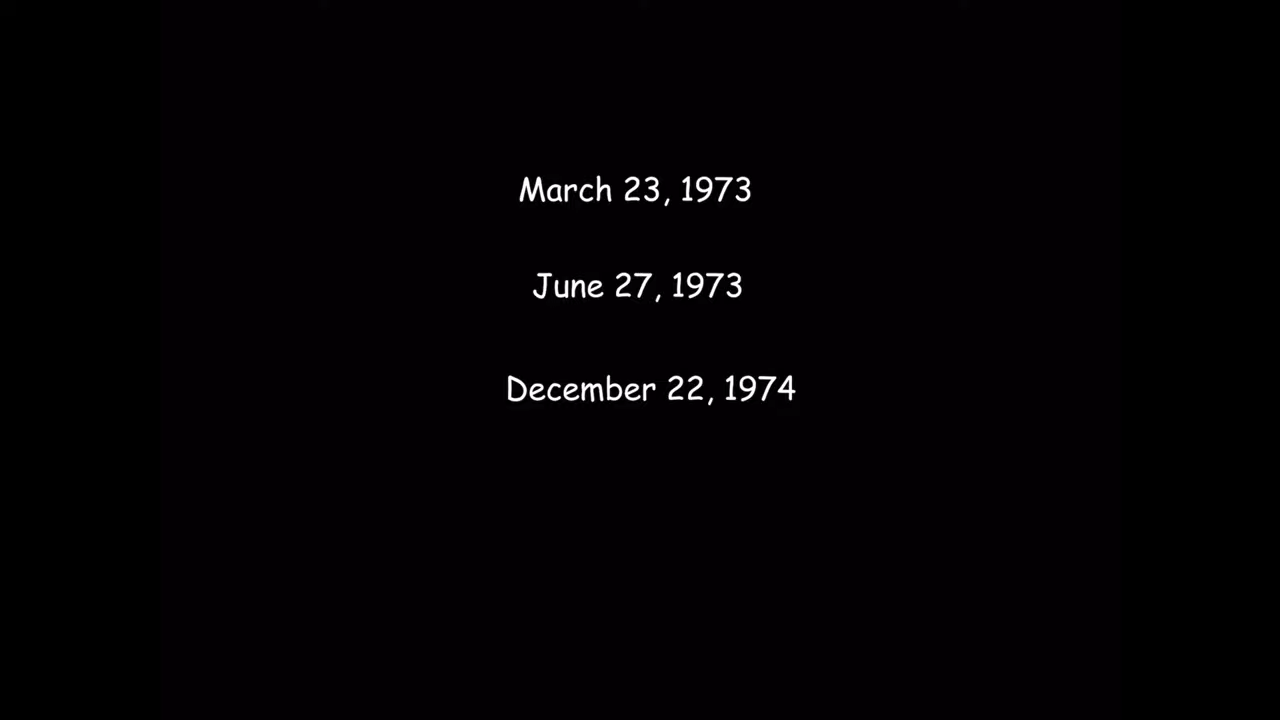 March 23, 1973
June 27, 1973
December 22, 1974